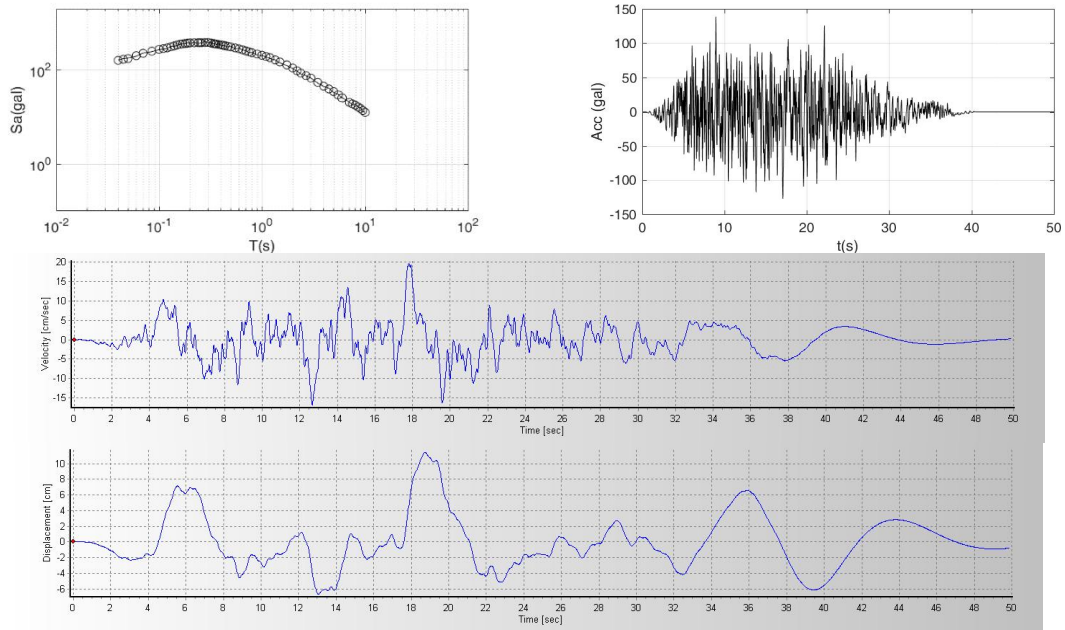 10^2
10^0
Sa(gal)
10^-2 10^-1 10^0 10^1 10^2
T(s)
150
100
50
0
-50
-100
-150
Acc (gal)
0 10 20 30 40 50
t(s)
20
15
10
5
0
-5
-10
-15
Velocity [cm/sec]
0 2 4 6 8 10 12 14 16 18 20 22 24 26 28 30 32 34 36 38 40 42 44 46 48 50
Time [sec]
10
8
6
4
2
0
-2
-4
-6
Displacement [cm]
0 2 4 6 8 10 12 14 16 18 20 22 24 26 28 30 32 34 36 38 40 42 44 46 48 50
Time [sec]